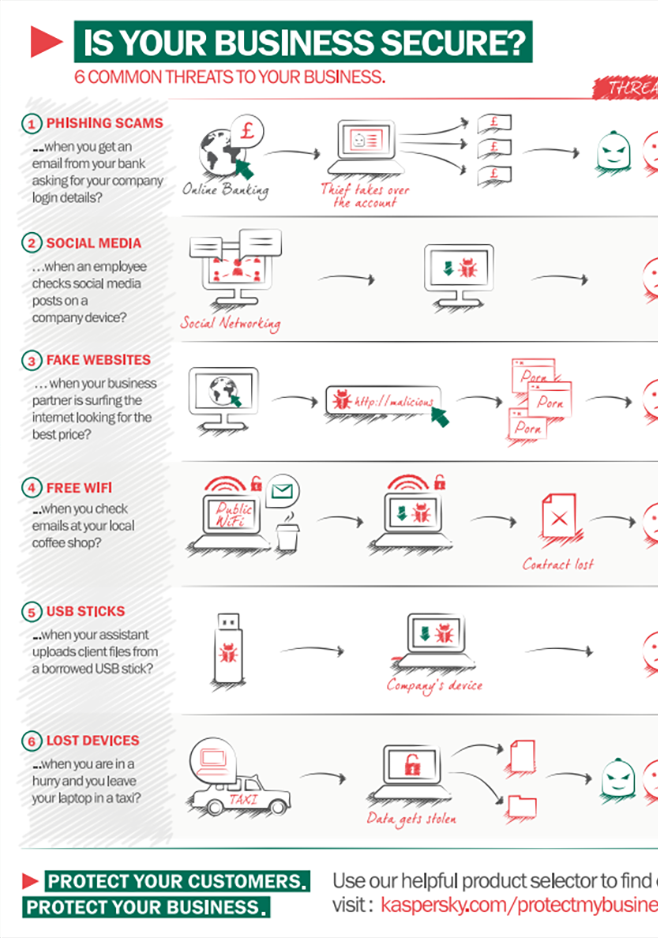 IS YOUR BUSINESS SECURE?
6 COMMON THREATS TO YOUR BUSINESS.
1 PHISHING SCAMS
...when you get an
email from your bank
asking for your company
login details?
£
Online Banking
Thief takes over
the account
£
£
£
2 SOCIAL MEDIA
...when an employee
checks social media
posts on a
company device?
Social Networking
3 FAKE WEBSITES
... when your business
partner is surfing the
internet looking for the
best price?
http://malicious
Porn
Porn
Porn
4 FREE WIFI
...when you check
emails at your local
coffee shop?
Public
WiFi
Contract lost
5 USB STICKS
...when your assistant
uploads client files from
a borrowed USB stick?
Company's device
6 LOST DEVICES
...when you are in a
hurry and you leave
your laptop in a taxi?
TAXI
Data gets stolen
PROTECT YOUR CUSTOMERS.
PROTECT YOUR BUSINESS.
Use our helpful product selector to find
visit: kaspersky.com/protectmybusine